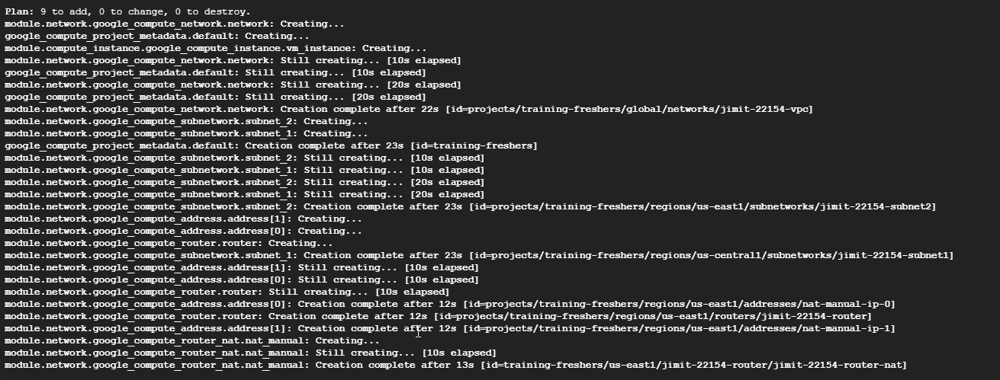 Plan: 9 to add, 0 to change, 0 to destroy.
module.network.google_compute_network.network: Creating...
google_compute_project_metadata.default: Creating...
module.compute_instance.google_compute_instance.vm_instance: Creating...
module.network.google_compute_network.network: Still creating... [10s elapsed]
google_compute_project_metadata.default: Still creating... [10s elapsed]
module.network.google_compute_network.network: Still creating... [20s elapsed]
google_compute_project_metadata.default: Still creating... [20s elapsed]
module.network.google_compute_network.network: Creation complete after 22s [id=projects/training-freshers/global/networks/jimit-22154-vpc]
module.network.google_compute_subnetwork.subnet_2: Creating...
module.network.google_compute_subnetwork.subnet_1: Creating...
google_compute_project_metadata.default: Creation complete after 23s [id=training-freshers]
module.network.google_compute_subnetwork.subnet_2: Still creating... [10s elapsed]
module.network.google_compute_subnetwork.subnet_1: Still creating... [10s elapsed]
module.network.google_compute_subnetwork.subnet_2: Still creating... [20s elapsed]
module.network.google_compute_subnetwork.subnet_1: Still creating... [20s elapsed]
module.network.google_compute_subnetwork.subnet_2: Creation complete after 23s [id=projects/training-freshers/regions/us-east1/subnetworks/jimit-22154-subnet2]
module.network.google_compute_address.address[1]: Creating...
module.network.google_compute_address.address[0]: Creating...
module.network.google_compute_router.router: Creating...
module.network.google_compute_subnetwork.subnet_1: Creation complete after 23s [id=projects/training-freshers/regions/us-central1/subnetworks/jimit-22154-subnet1]
module.network.google_compute_address.address[1]: Still creating... [10s elapsed]
module.network.google_compute_address.address[0]: Still creating... [10s elapsed]
module.network.google_compute_router.router: Still creating... [10s elapsed]
module.network.google_compute_address.address[0]: Creation complete after 12s [id=projects/training-freshers/regions/us-east1/addresses/nat-manual-ip-0]
module.network.google_compute_router.router: Creation complete after 12s [id=projects/training-freshers/regions/us-east1/routers/jimit-22154-router]
module.network.google_compute_address.address[1]: Creation complete after 12s [id=projects/training-freshers/regions/us-east1/addresses/nat-manual-ip-1]
module.network.google_compute_router_nat.nat_manual: Creating...
module.network.google_compute_router_nat.nat_manual: Still creating... [10s elapsed]
module.network.google_compute_router_nat.nat_manual: Creation complete after 13s [id=training-freshers/us-east1/jimit-22154-router/jimit-22154-router-nat]